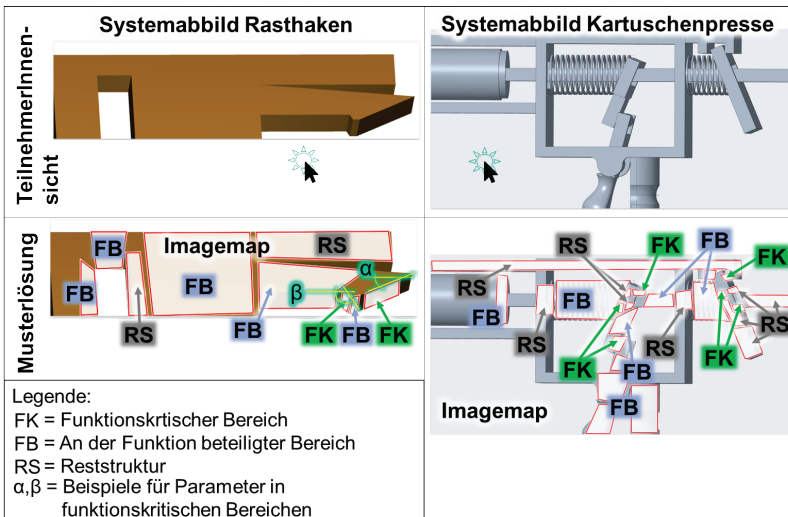 Systemabbild Rasthaken
Systemabbild Kartuschenpresse
TeilnehmerInnen-
sicht
Musterlösung
Imagemap
FB
FB
FB
RS
RS
FB
α
β
FK
FB
FK
RS
FK
FB
FK
RS
FB
FB
RS
RS
RS
FK
FK
FB
FB
Imagemap
Legende:
FK = Funktionskrtischer Bereich
FB = An der Funktion beteiligter Bereich
RS = Reststruktur
α,β = Beispiele für Parameter in
funktionskritischen Bereichen